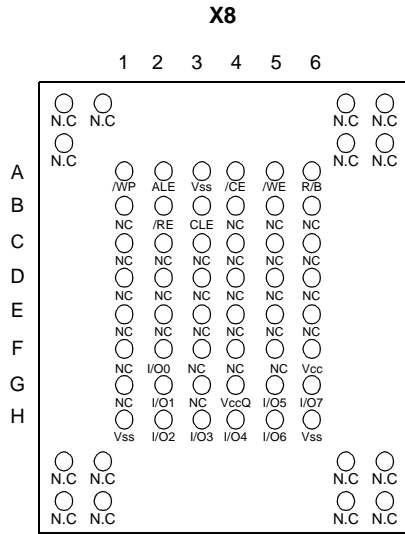 X8
1 2 3 4 5 6
N.C N.C N.C N.C
N.C N.C N.C
A
/WP ALE Vss /CE /WE R/B
B
NC /RE CLE NC NC NC
C
NC NC NC NC NC NC
D
NC NC NC NC NC NC
E
NC NC NC NC NC NC
F
NC I/O0 NC NC NC Vcc
G
NC I/O1 NC VccQ I/O5 I/O7
H
Vss I/O2 I/O3 I/O4 I/O6 Vss
N.C N.C N.C N.C
N.C N.C N.C N.C